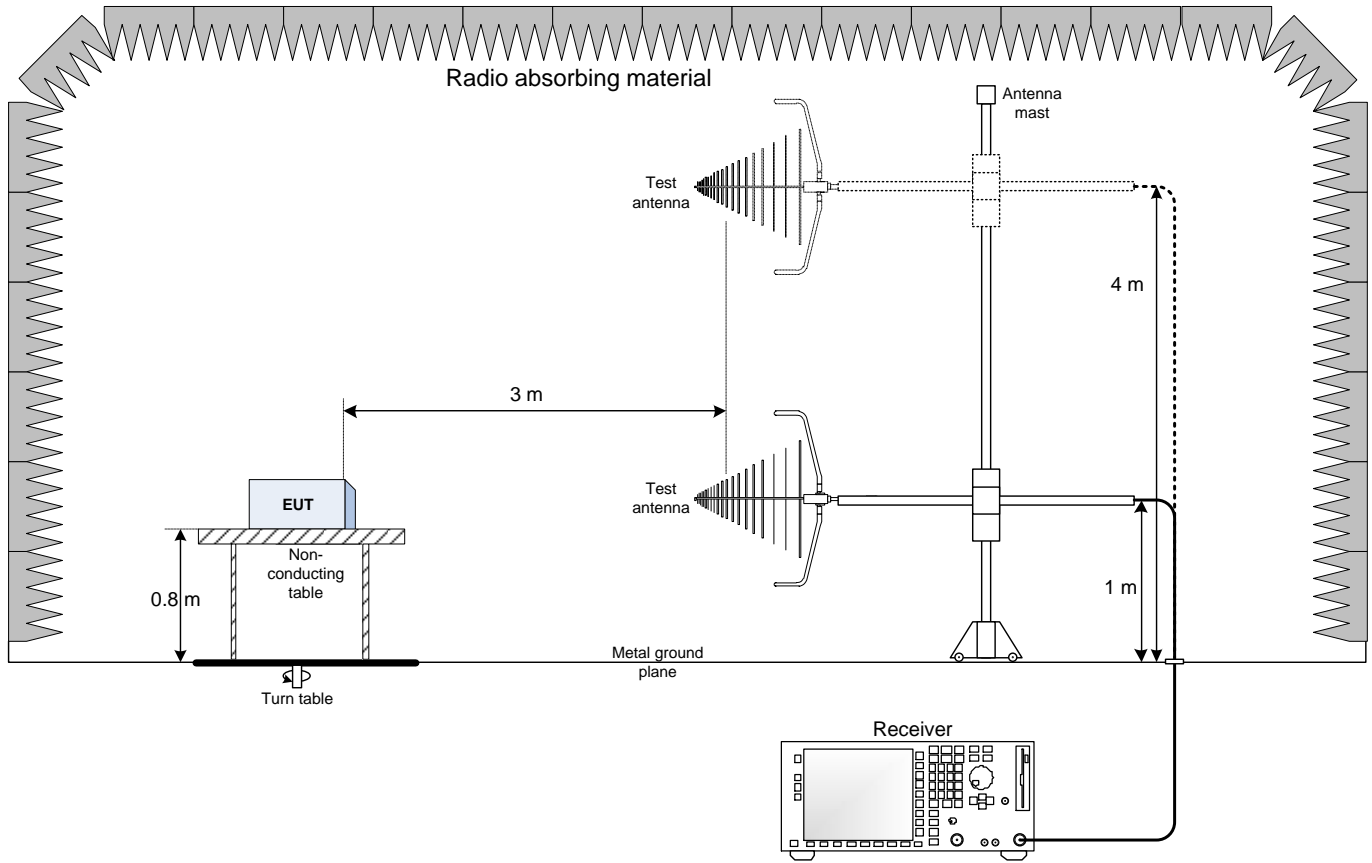 Radio absorbing material
Antenna
mast
Test
antenna
4 m
3 m
EUT
Test
antenna
Non-
conducting
table
0.8 m
1 m
Metal ground
plane
Turn table
Receiver